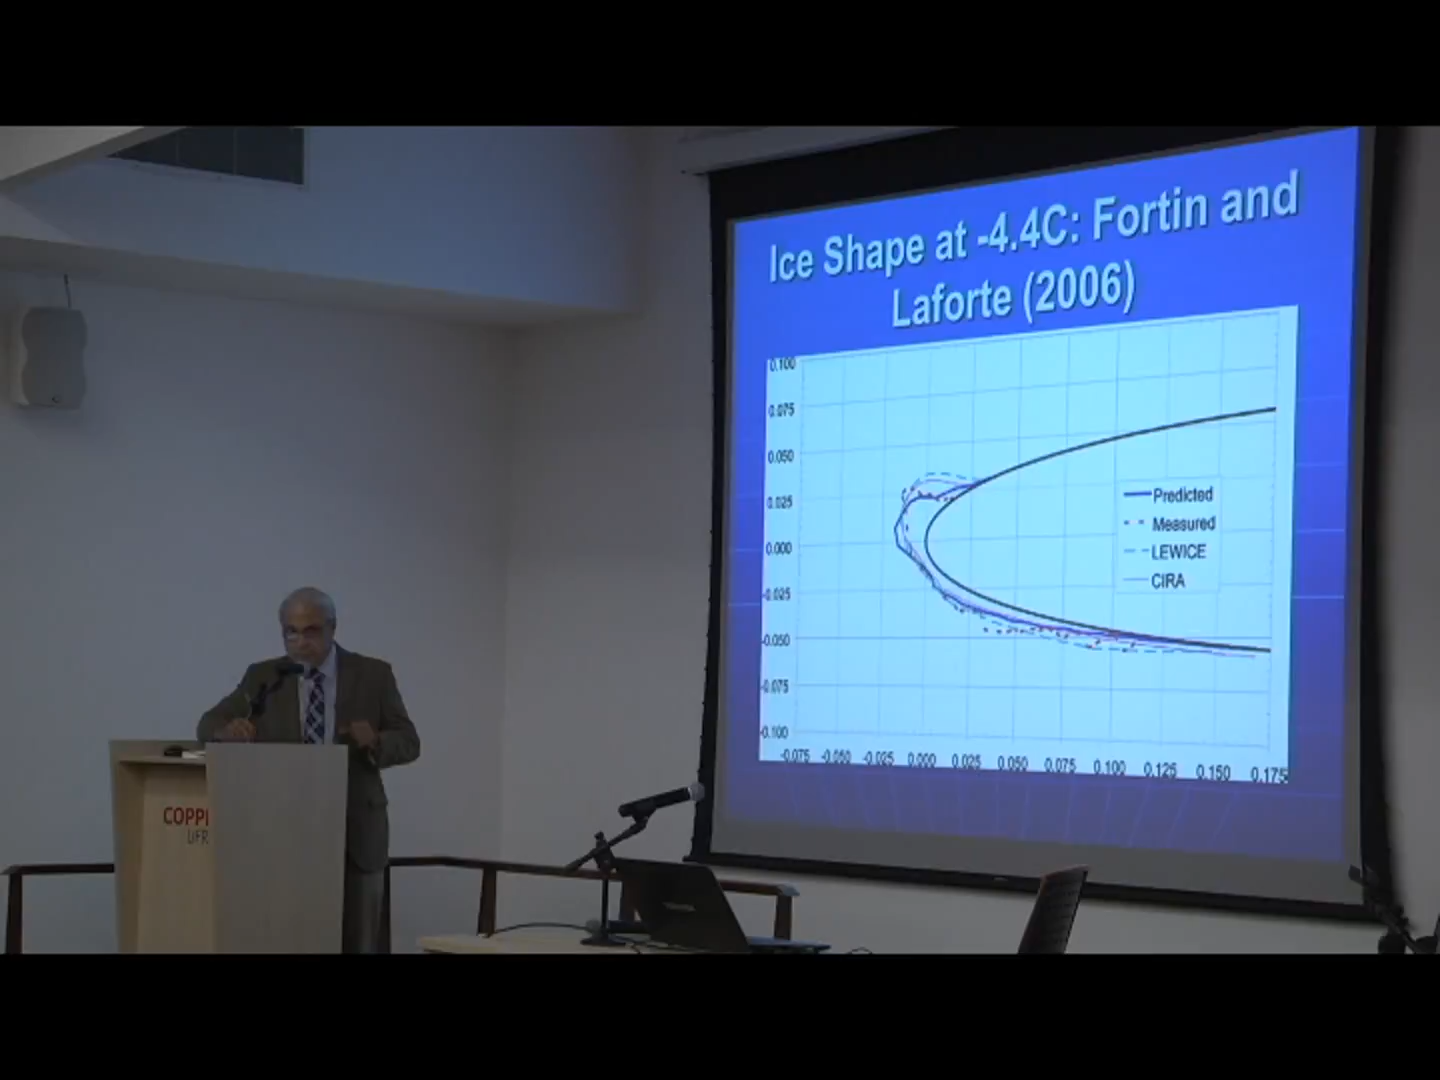 Ice Shape at -4.4C: Fortin and
Laforte (2006)
0.100
0.075
0.050
0.025
0.000
-0.025
-0.050
-0.075
-0.100
-0.075 -0.050 -0.025 0.000 0.025 0.050 0.075 0.100 0.125 0.150 0.175
Predicted
Measured
LEWICE
CIRA
COPP
UFR